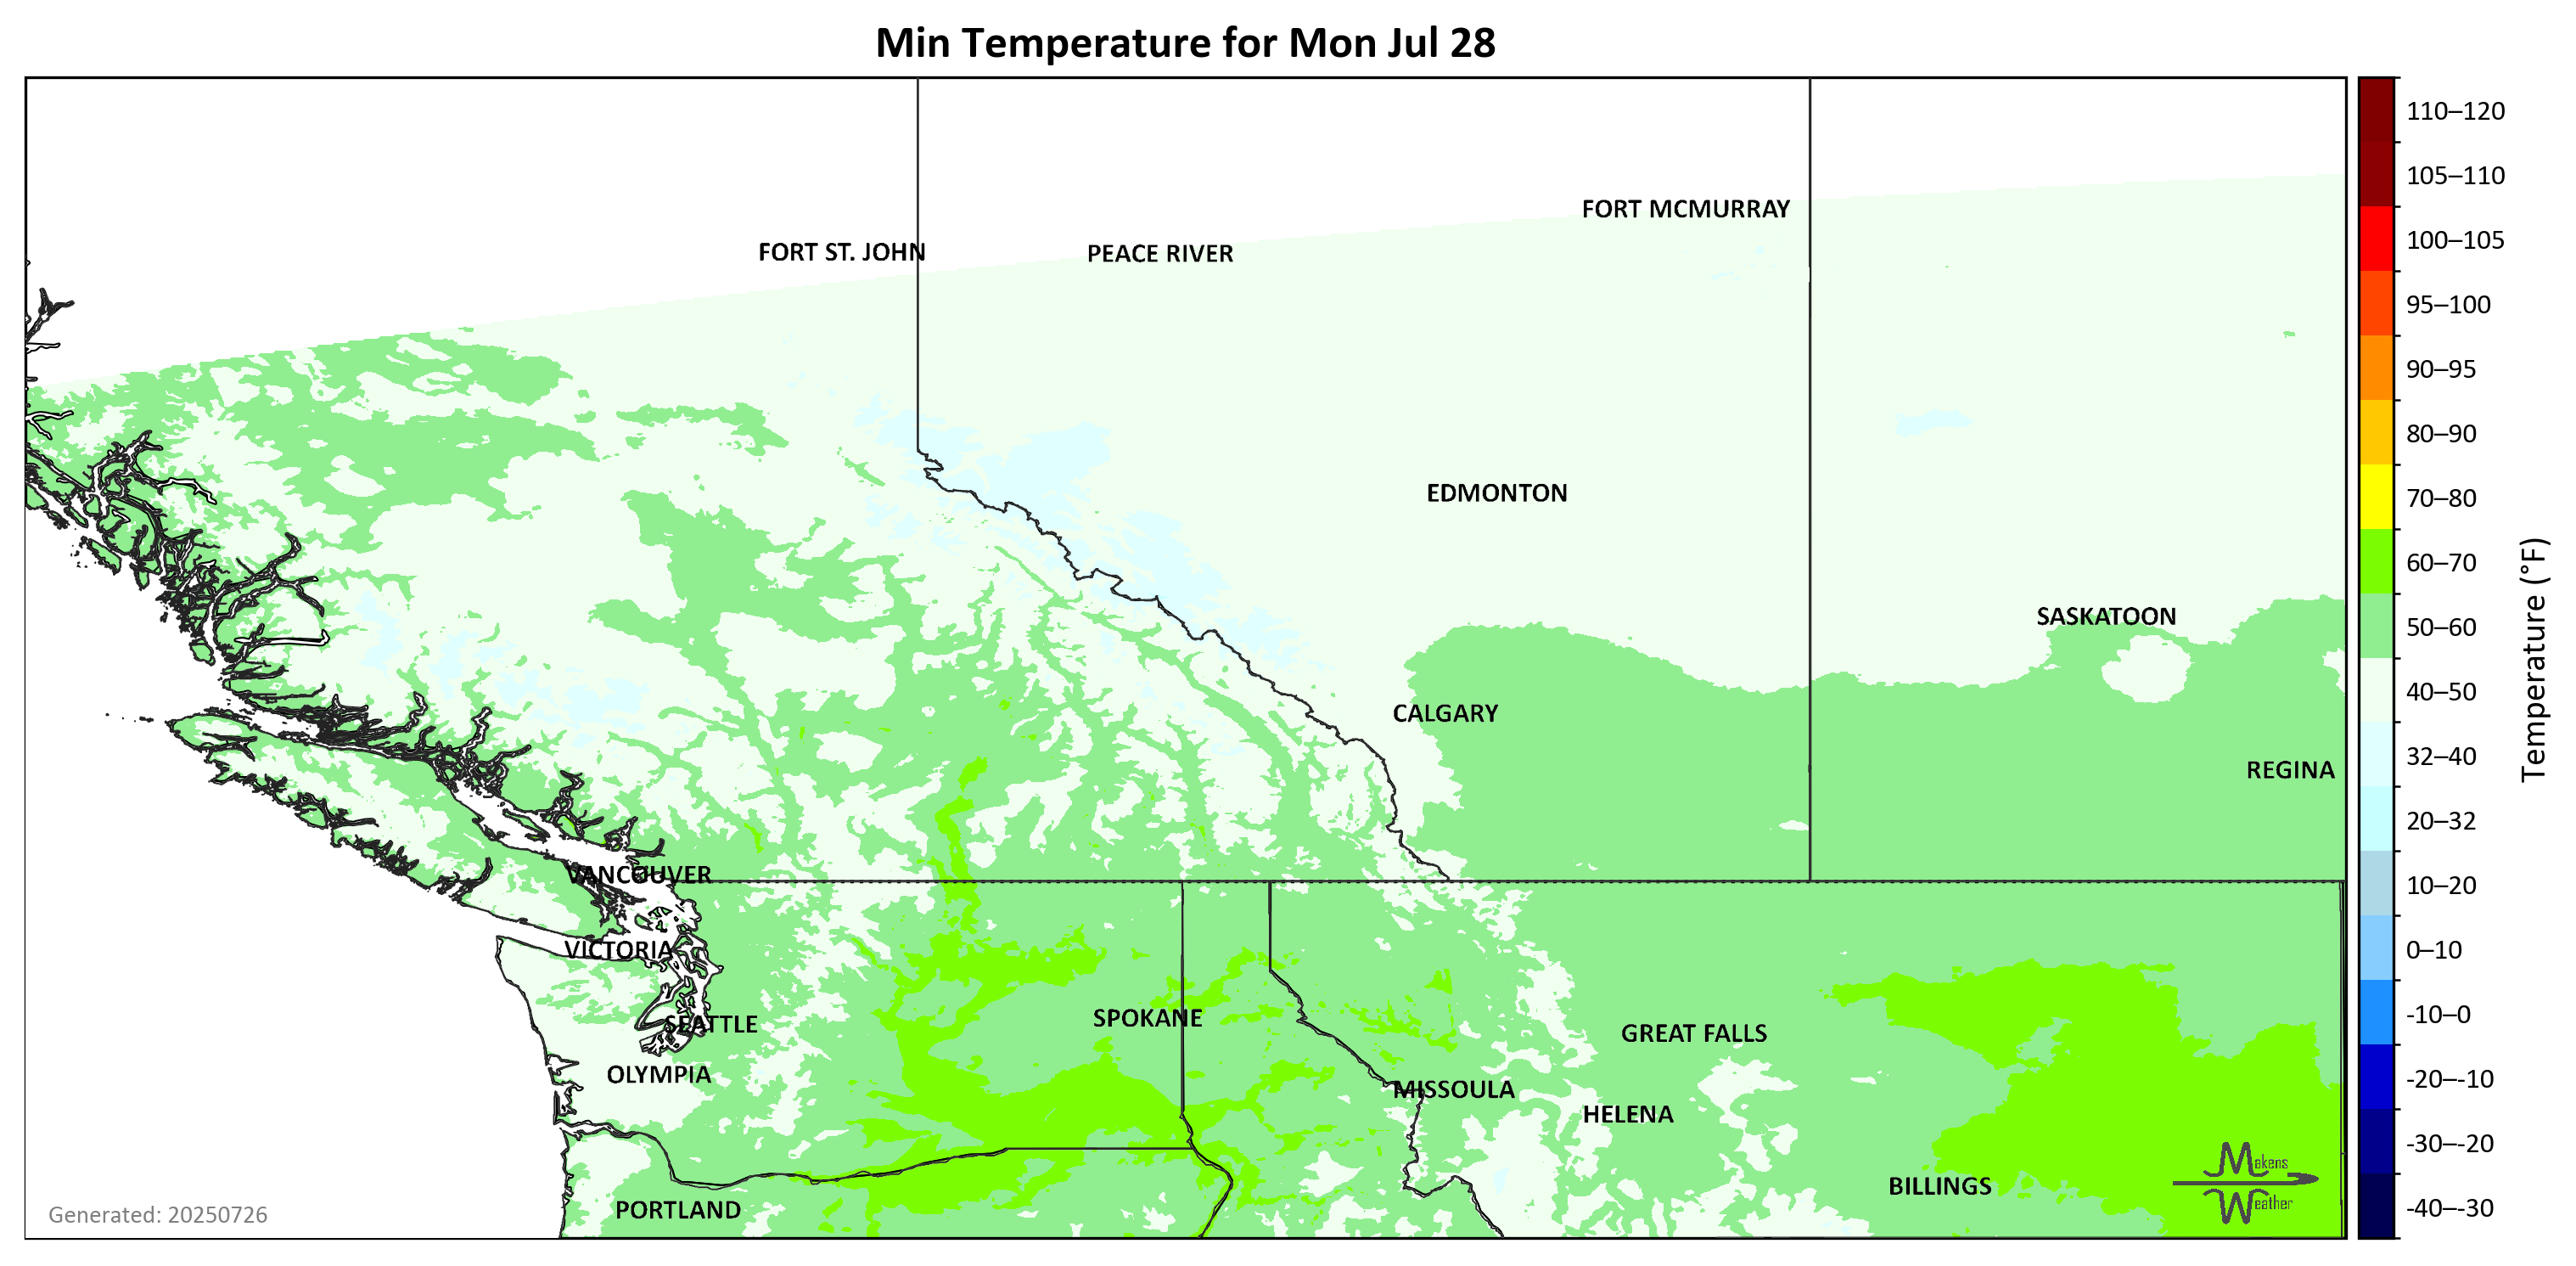 Min Temperature for Mon Jul 28
110–120
105–110
100–105
95–100
90–95
80–90
70–80
60–70
50–60
40–50
32–40
20–32
10–20
0–10
-10–0
-20–-10
-30–-20
-40–-30
Temperature (°F)
FORT MCMURRAY
FORT ST. JOHN
PEACE RIVER
EDMONTON
SASKATOON
CALGARY
REGINA
VANCOUVER
VICTORIA
SEATTLE
SPOKANE
GREAT FALLS
OLYMPIA
MISSOULA
HELENA
BILLINGS
PORTLAND
Makens
Weather
Generated: 20250726